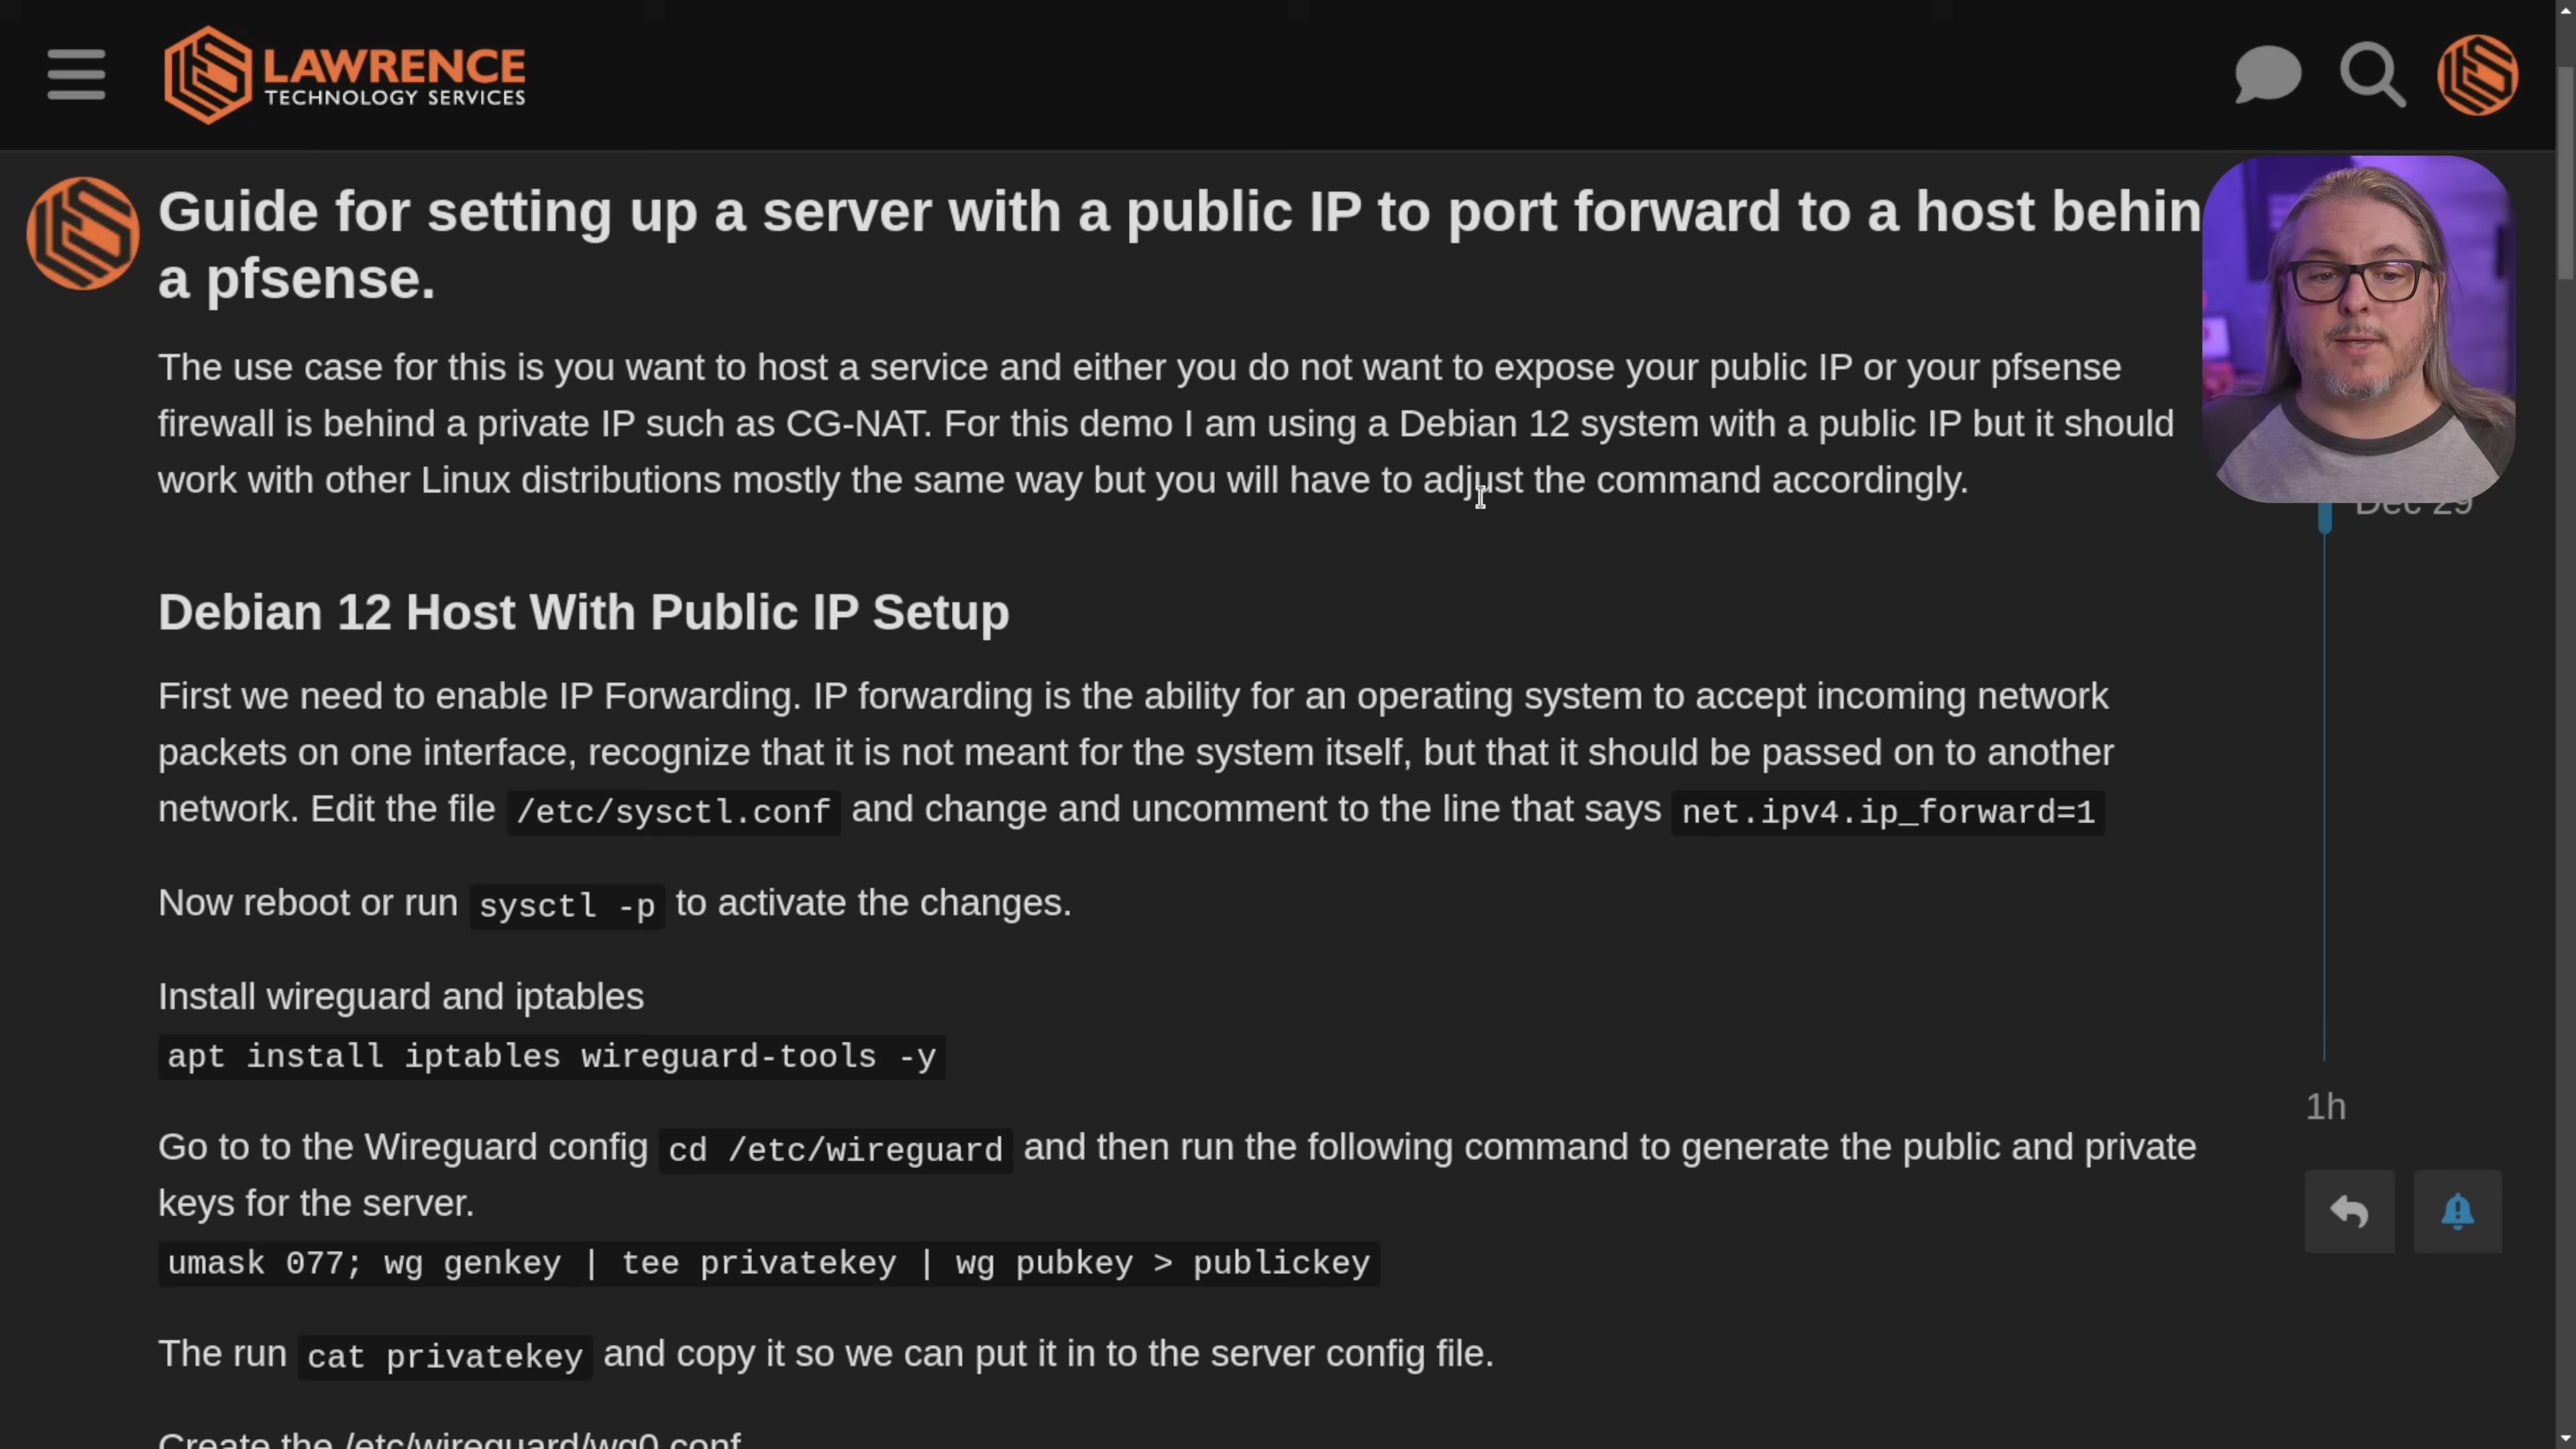 LAWRENCE
TECHNOLOGY SERVICES
Guide for setting up a server with a public IP to port forward to a host behin
a pfsense.
The use case for this is you want to host a service and either you do not want to expose your public IP or your pfsense
firewall is behind a private IP such as CG-NAT. For this demo I am using a Debian 12 system with a public IP but it should
work with other Linux distributions mostly the same way but you will have to adjust the command accordingly.
Dec 29
Debian 12 Host With Public IP Setup
First we need to enable IP Forwarding. IP forwarding is the ability for an operating system to accept incoming network
packets on one interface, recognize that it is not meant for the system itself, but that it should be passed on to another
network. Edit the file /etc/sysctl.conf and change and uncomment to the line that says net.ipv4.ip_forward=1
Now reboot or run sysctl -p to activate the changes.
Install wireguard and iptables
apt install iptables wireguard-tools -y
1h
Go to to the Wireguard config cd /etc/wireguard and then run the following command to generate the public and private
keys for the server.
umask 077; wg genkey | tee privatekey | wg pubkey > publickey
The run cat privatekey and copy it so we can put it in to the server config file.
Create the /etc/wireguard/wg0.conf